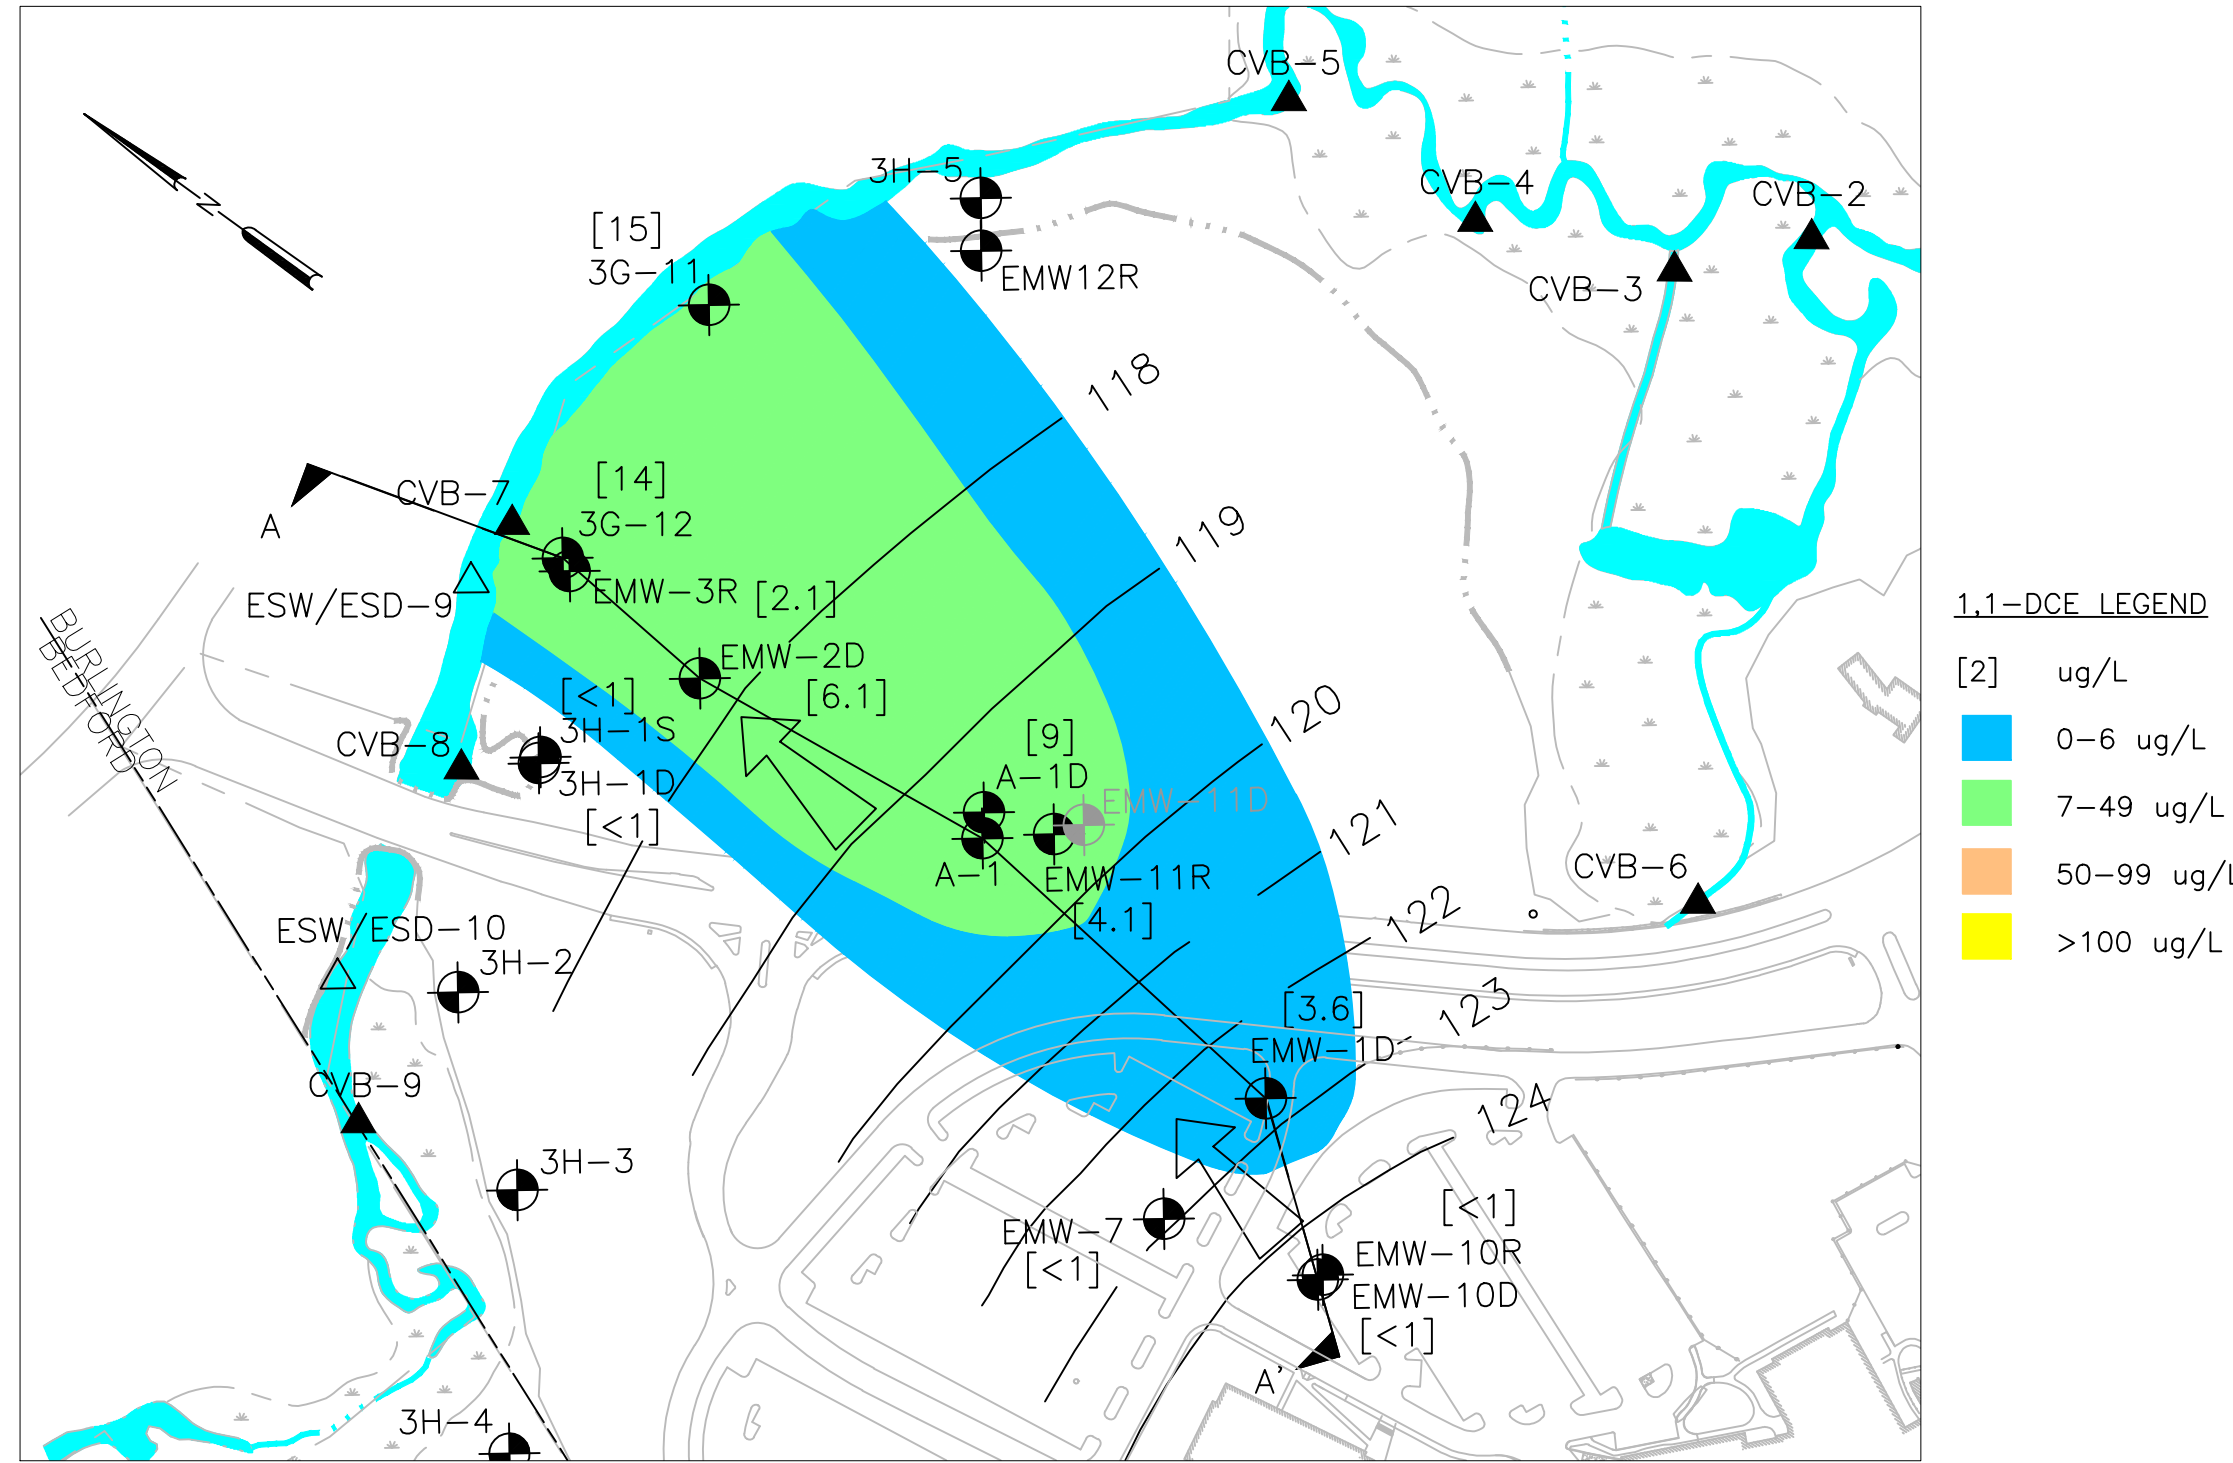 CVB-5
3H-5
CVB-4
CVB-2
N
[15]
3G-11
EMW12R
CVB-3
118
A
CVB-7
[14]
3G-12
119
ESW/ESD-9
EMW-3R
[2.1]
1,1-DCE LEGEND
BURLINGTON
BEDFORD
EMW-2D
[6.1]
[2] ug/L
[<1]
3H-1S
120
0-6 ug/L
CVB-8
3H-1D
[<1]
[9]
A-1D
EMW-11D
7-49 ug/L
121
A-1
EMW-11R
[4.1]
CVB-6
50-99 ug/L
122
ESW/ESD-10
3H-2
>100 ug/L
[3.6]
EMW-1D
123
CVB-9
124
3H-3
EMW-7
[<1]
[<1]
EMW-10R
EMW-10D
[<1]
A'
3H-4